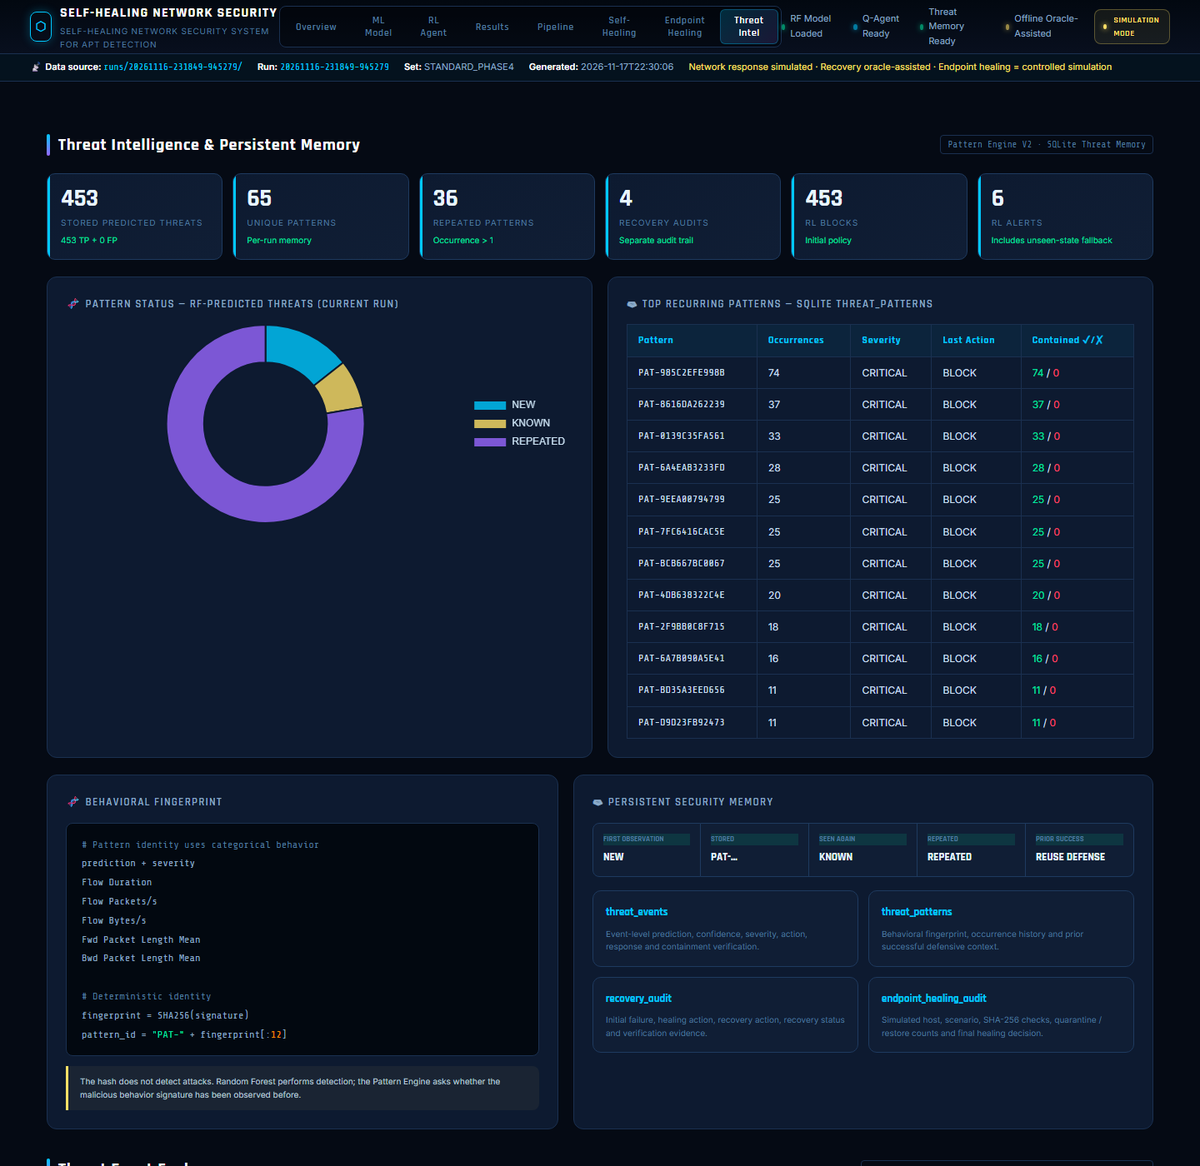 SELF-HEALING NETWORK SECURITY
SELF-HEALING NETWORK SECURITY SYSTEM
FOR APT DETECTION
Overview
ML
Model
RL
Agent
Results
Pipeline
Self-
Healing
Endpoint
Healing
Threat
Intel
RF Model
Loaded
Q-Agent
Ready
Threat
Memory
Ready
Offline Oracle-
Assisted
SIMULATION
MODE
Data source: runs/20261116-231849-945279/ Run: 20261116-231849-945279 Set: STANDARD_PHASE4 Generated: 2026-11-17T22:30:06 Network response simulated · Recovery oracle-assisted · Endpoint healing = controlled simulation
Threat Intelligence & Persistent Memory
Pattern Engine V2 · SQLite Threat Memory
453
STORED PREDICTED THREATS
453 TP + 0 FP
65
UNIQUE PATTERNS
Per-run memory
36
REPEATED PATTERNS
Occurrence > 1
4
RECOVERY AUDITS
Separate audit trail
453
RL BLOCKS
Initial policy
6
RL ALERTS
Includes unseen-state fallback
PATTERN STATUS — RF-PREDICTED THREATS (CURRENT RUN)
NEW
KNOWN
REPEATED
TOP RECURRING PATTERNS — SQLITE THREAT_PATTERNS
Pattern Occurrences Severity Last Action Contained ✓/✗
PAT-985C2EFE998B 74 CRITICAL BLOCK 74 / 0
PAT-8616DA262239 37 CRITICAL BLOCK 37 / 0
PAT-0139C35FA561 33 CRITICAL BLOCK 33 / 0
PAT-6A4EAB3233FD 28 CRITICAL BLOCK 28 / 0
PAT-9EEA00794799 25 CRITICAL BLOCK 25 / 0
PAT-7FC6416CAC5E 25 CRITICAL BLOCK 25 / 0
PAT-BCB667BC0067 25 CRITICAL BLOCK 25 / 0
PAT-4DB638322C4E 20 CRITICAL BLOCK 20 / 0
PAT-2F9BB0C8F715 18 CRITICAL BLOCK 18 / 0
PAT-6A7B090A5E41 16 CRITICAL BLOCK 16 / 0
PAT-BD35A3EED656 11 CRITICAL BLOCK 11 / 0
PAT-D9D23FB92473 11 CRITICAL BLOCK 11 / 0
BEHAVIORAL FINGERPRINT
# Pattern identity uses categorical behavior
prediction + severity
Flow Duration
Flow Packets/s
Flow Bytes/s
Fwd Packet Length Mean
Bwd Packet Length Mean
# Deterministic identity
fingerprint = SHA256(signature)
pattern_id = "PAT-" + fingerprint[:12]
The hash does not detect attacks. Random Forest performs detection; the Pattern Engine asks whether the
malicious behavior signature has been observed before.
PERSISTENT SECURITY MEMORY
FIRST OBSERVATION
NEW
STORED
PAT-…
SEEN AGAIN
KNOWN
REPEATED
REPEATED
PRIOR SUCCESS
REUSE DEFENSE
threat_events
Event-level prediction, confidence, severity, action,
response and containment verification.
threat_patterns
Behavioral fingerprint, occurrence history and prior
successful defensive context.
recovery_audit
Initial failure, healing action, recovery action, recovery status
and verification evidence.
endpoint_healing_audit
Simulated host, scenario, SHA-256 checks, quarantine /
restore counts and final healing decision.